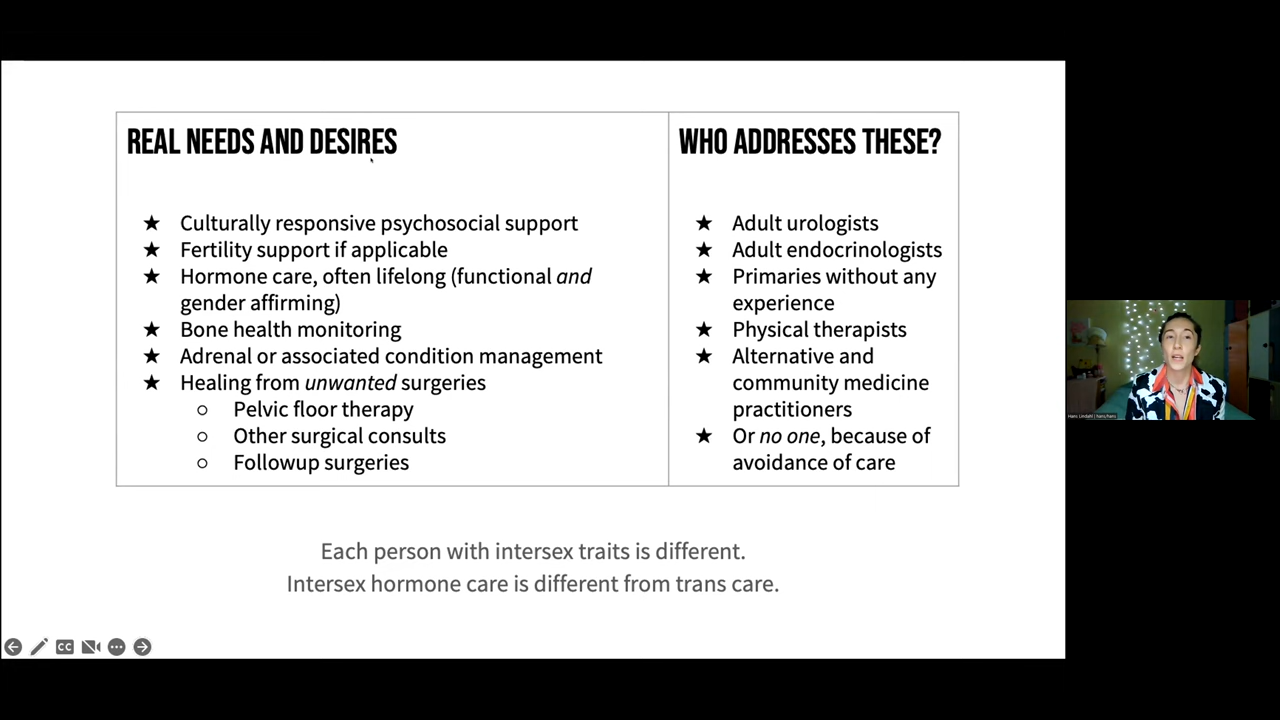 REAL NEEDS AND DESIRES
★ Culturally responsive psychosocial support
★ Fertility support if applicable
★ Hormone care, often lifelong (functional and
gender affirming)
★ Bone health monitoring
★ Adrenal or associated condition management
★ Healing from unwanted surgeries
○ Pelvic floor therapy
○ Other surgical consults
○ Followup surgeries
WHO ADDRESSES THESE?
★ Adult urologists
★ Adult endocrinologists
★ Primaries without any
experience
★ Physical therapists
★ Alternative and
community medicine
practitioners
★ Or no one, because of
avoidance of care
Each person with intersex traits is different.
Intersex hormone care is different from trans care.
CC
Hans Lindahl |